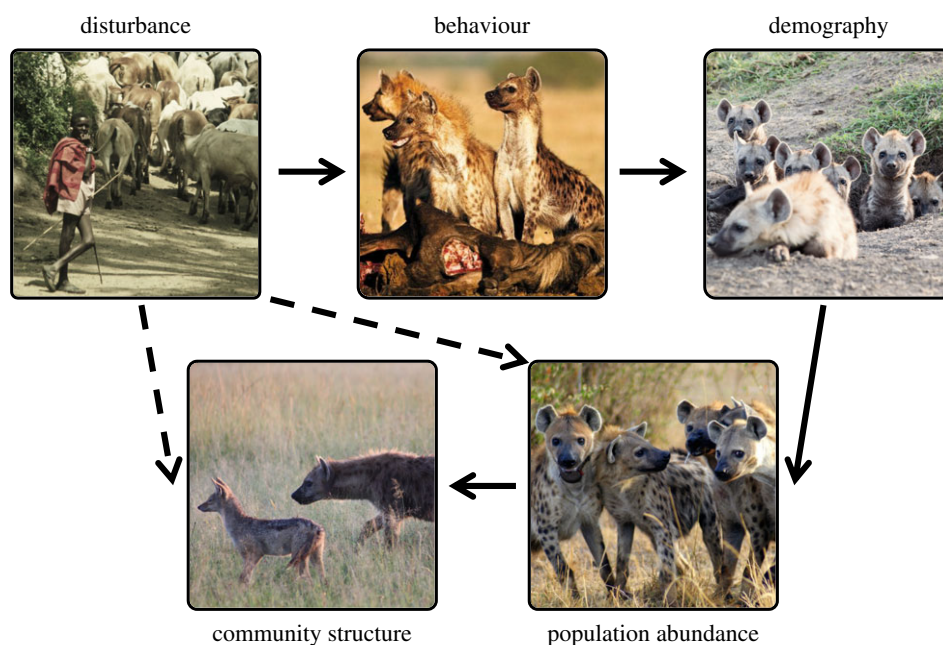 disturbance
behaviour
demography
community structure
population abundance